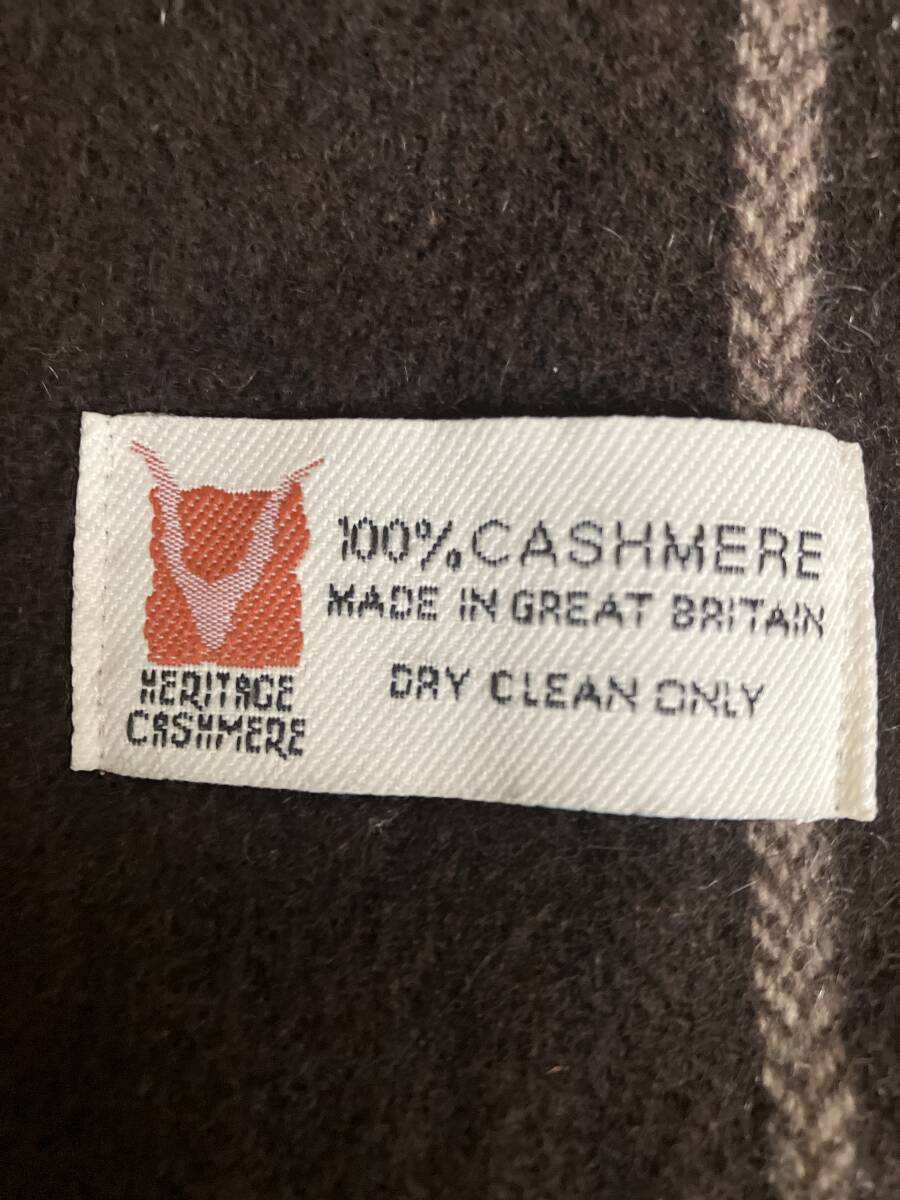 100% CASHMERE
MADE IN GREAT BRITAIN
DRY CLEAN ONLY
HERITAGE
CASHMERE